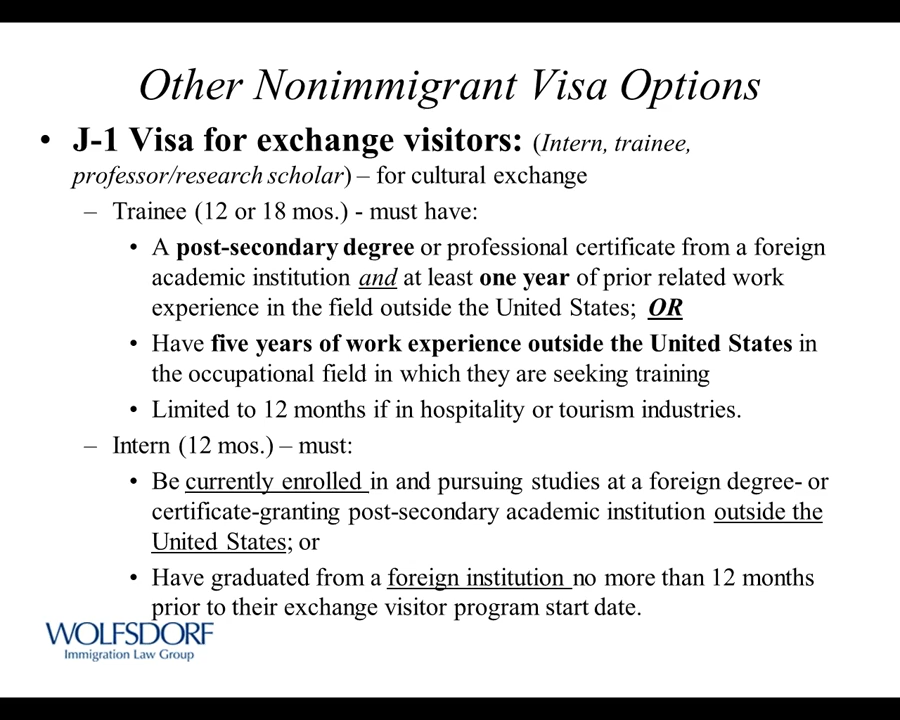 Other Nonimmigrant Visa Options
• J-1 Visa for exchange visitors: (Intern, trainee,
professor/research scholar) – for cultural exchange
– Trainee (12 or 18 mos.) - must have:
• A post-secondary degree or professional certificate from a foreign
academic institution and at least one year of prior related work
experience in the field outside the United States; OR
• Have five years of work experience outside the United States in
the occupational field in which they are seeking training
• Limited to 12 months if in hospitality or tourism industries.
– Intern (12 mos.) – must:
• Be currently enrolled in and pursuing studies at a foreign degree- or
certificate-granting post-secondary academic institution outside the
United States; or
• Have graduated from a foreign institution no more than 12 months
prior to their exchange visitor program start date.
WOLFSDORF
Immigration Law Group